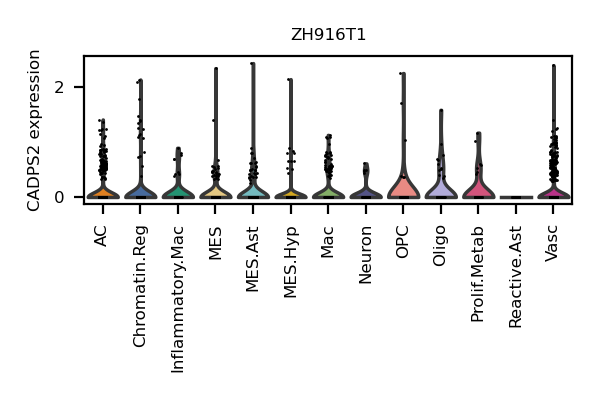 ZH916T1
CADPS2 expression
2
0
AC
Chromatin.Reg
Inflammatory.Mac
MES
MES.Ast
MES.Hyp
Mac
Neuron
OPC
Oligo
Prolif.Metab
Reactive.Ast
Vasc